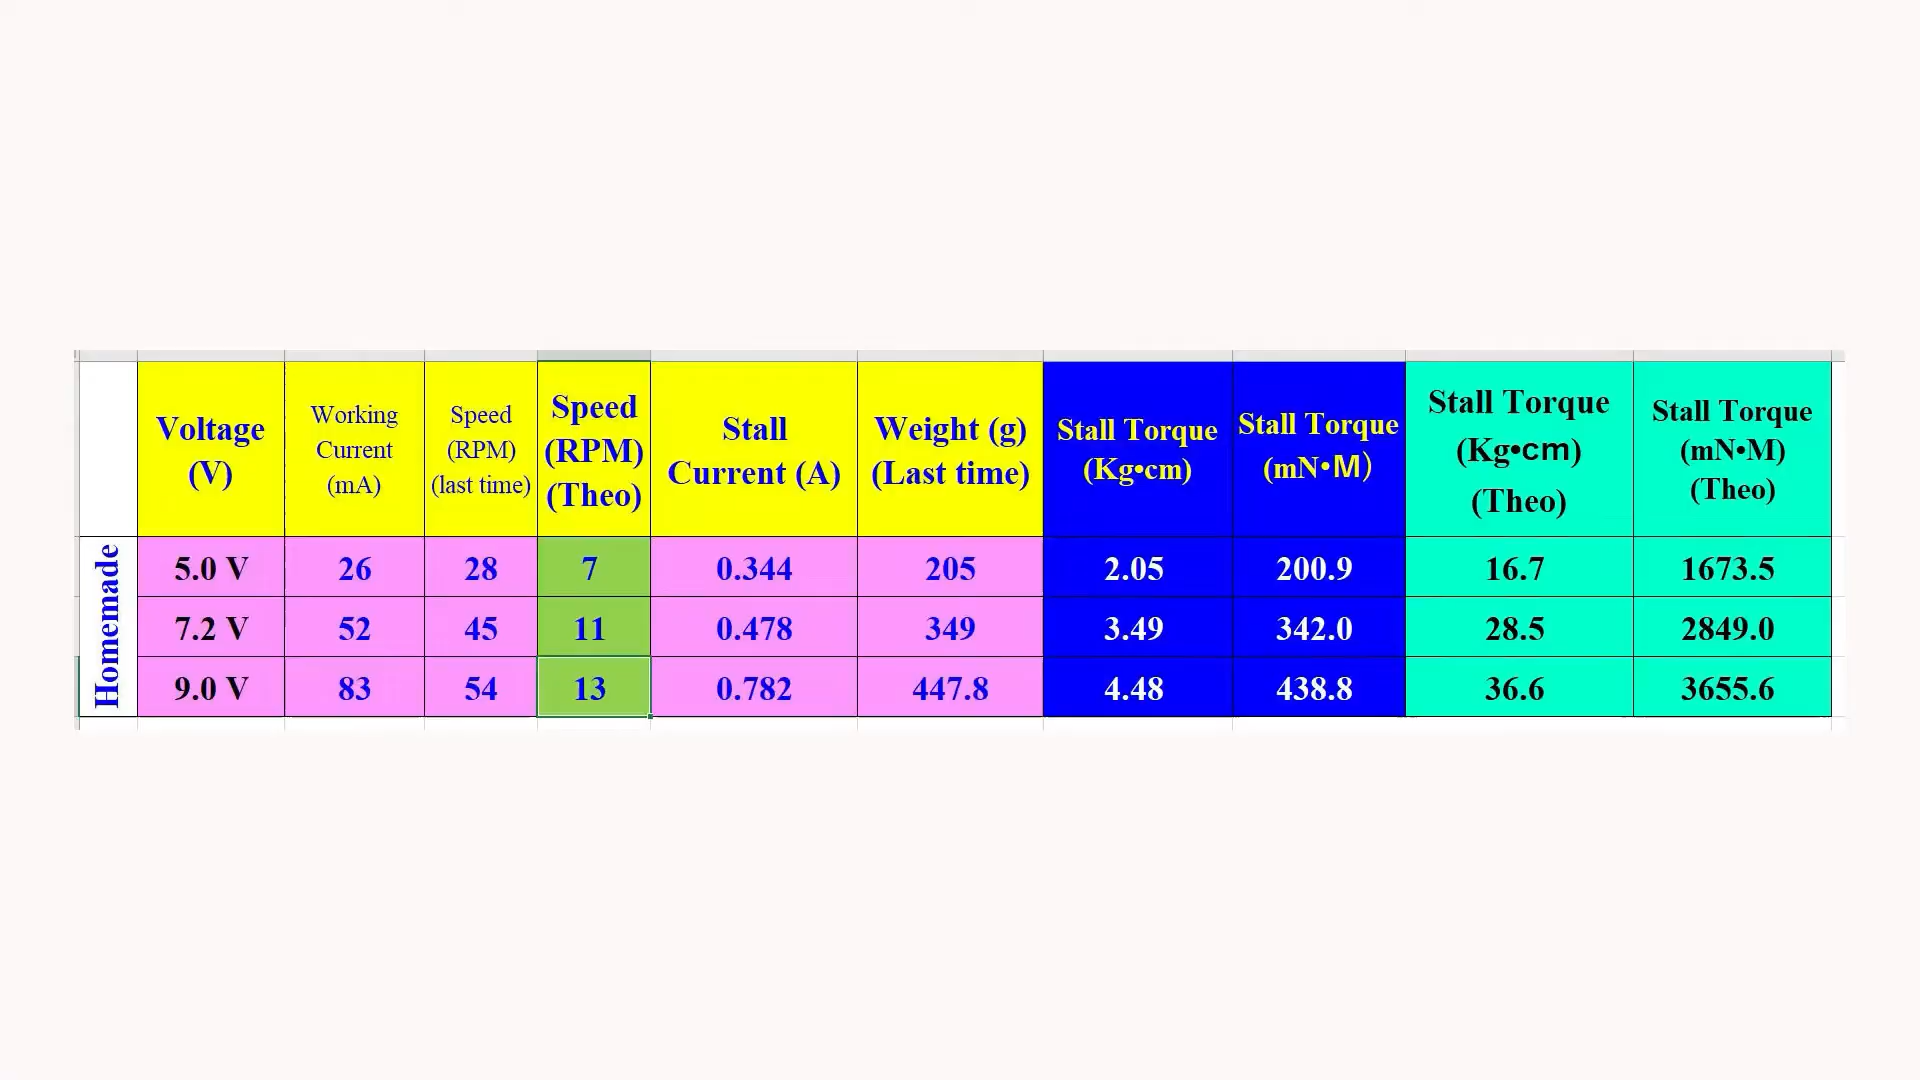 Voltage
(V)
Working
Current
(mA)
Speed
(RPM)
(last time)
Speed
(RPM)
(Theo)
Stall
Current (A)
Weight (g)
(Last time)
Stall Torque
(Kg•cm)
Stall Torque
(mN•M)
Stall Torque
(Kg•cm)
(Theo)
Stall Torque
(mN•M)
(Theo)
Homemade
5.0 V 26 28 7 0.344 205 2.05 200.9 16.7 1673.5
7.2 V 52 45 11 0.478 349 3.49 342.0 28.5 2849.0
9.0 V 83 54 13 0.782 447.8 4.48 438.8 36.6 3655.6